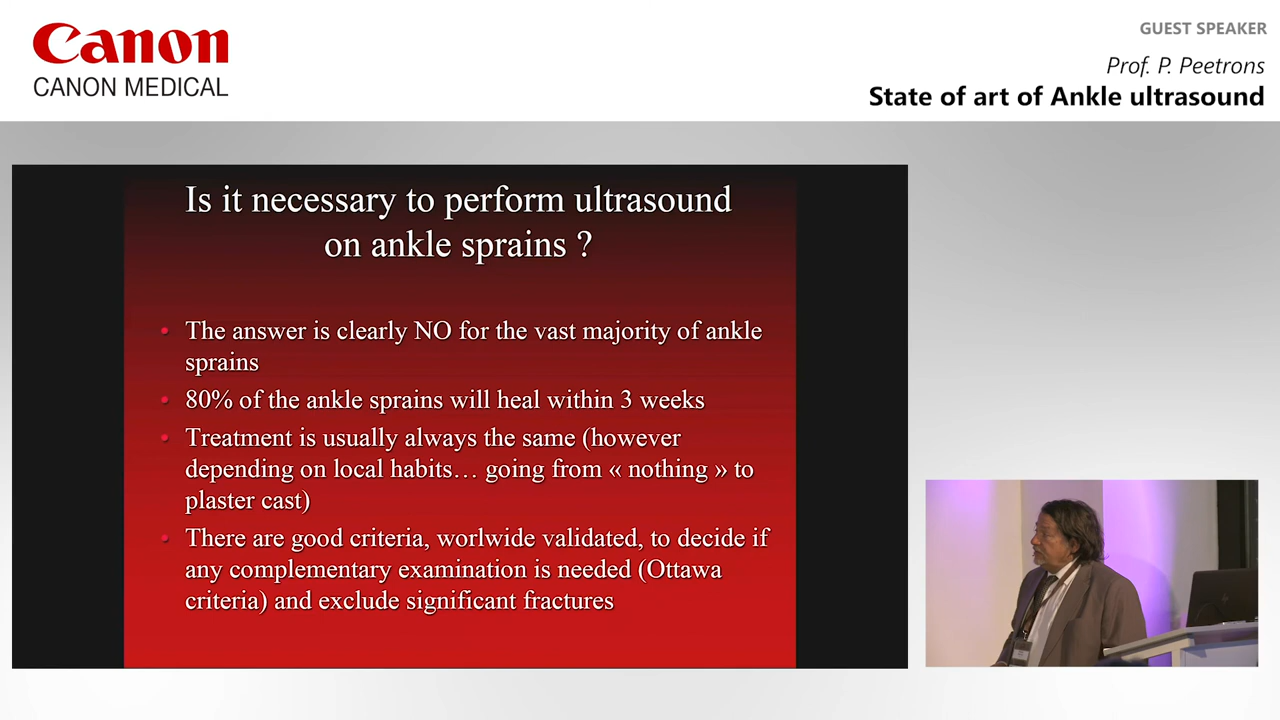 Canon
CANON MEDICAL
GUEST SPEAKER
Prof. P. Peetrons
State of art of Ankle ultrasound
Is it necessary to perform ultrasound
on ankle sprains ?
• The answer is clearly NO for the vast majority of ankle
sprains
• 80% of the ankle sprains will heal within 3 weeks
• Treatment is usually always the same (however
depending on local habits… going from « nothing » to
plaster cast)
• There are good criteria, worlwide validated, to decide if
any complementary examination is needed (Ottawa
criteria) and exclude significant fractures